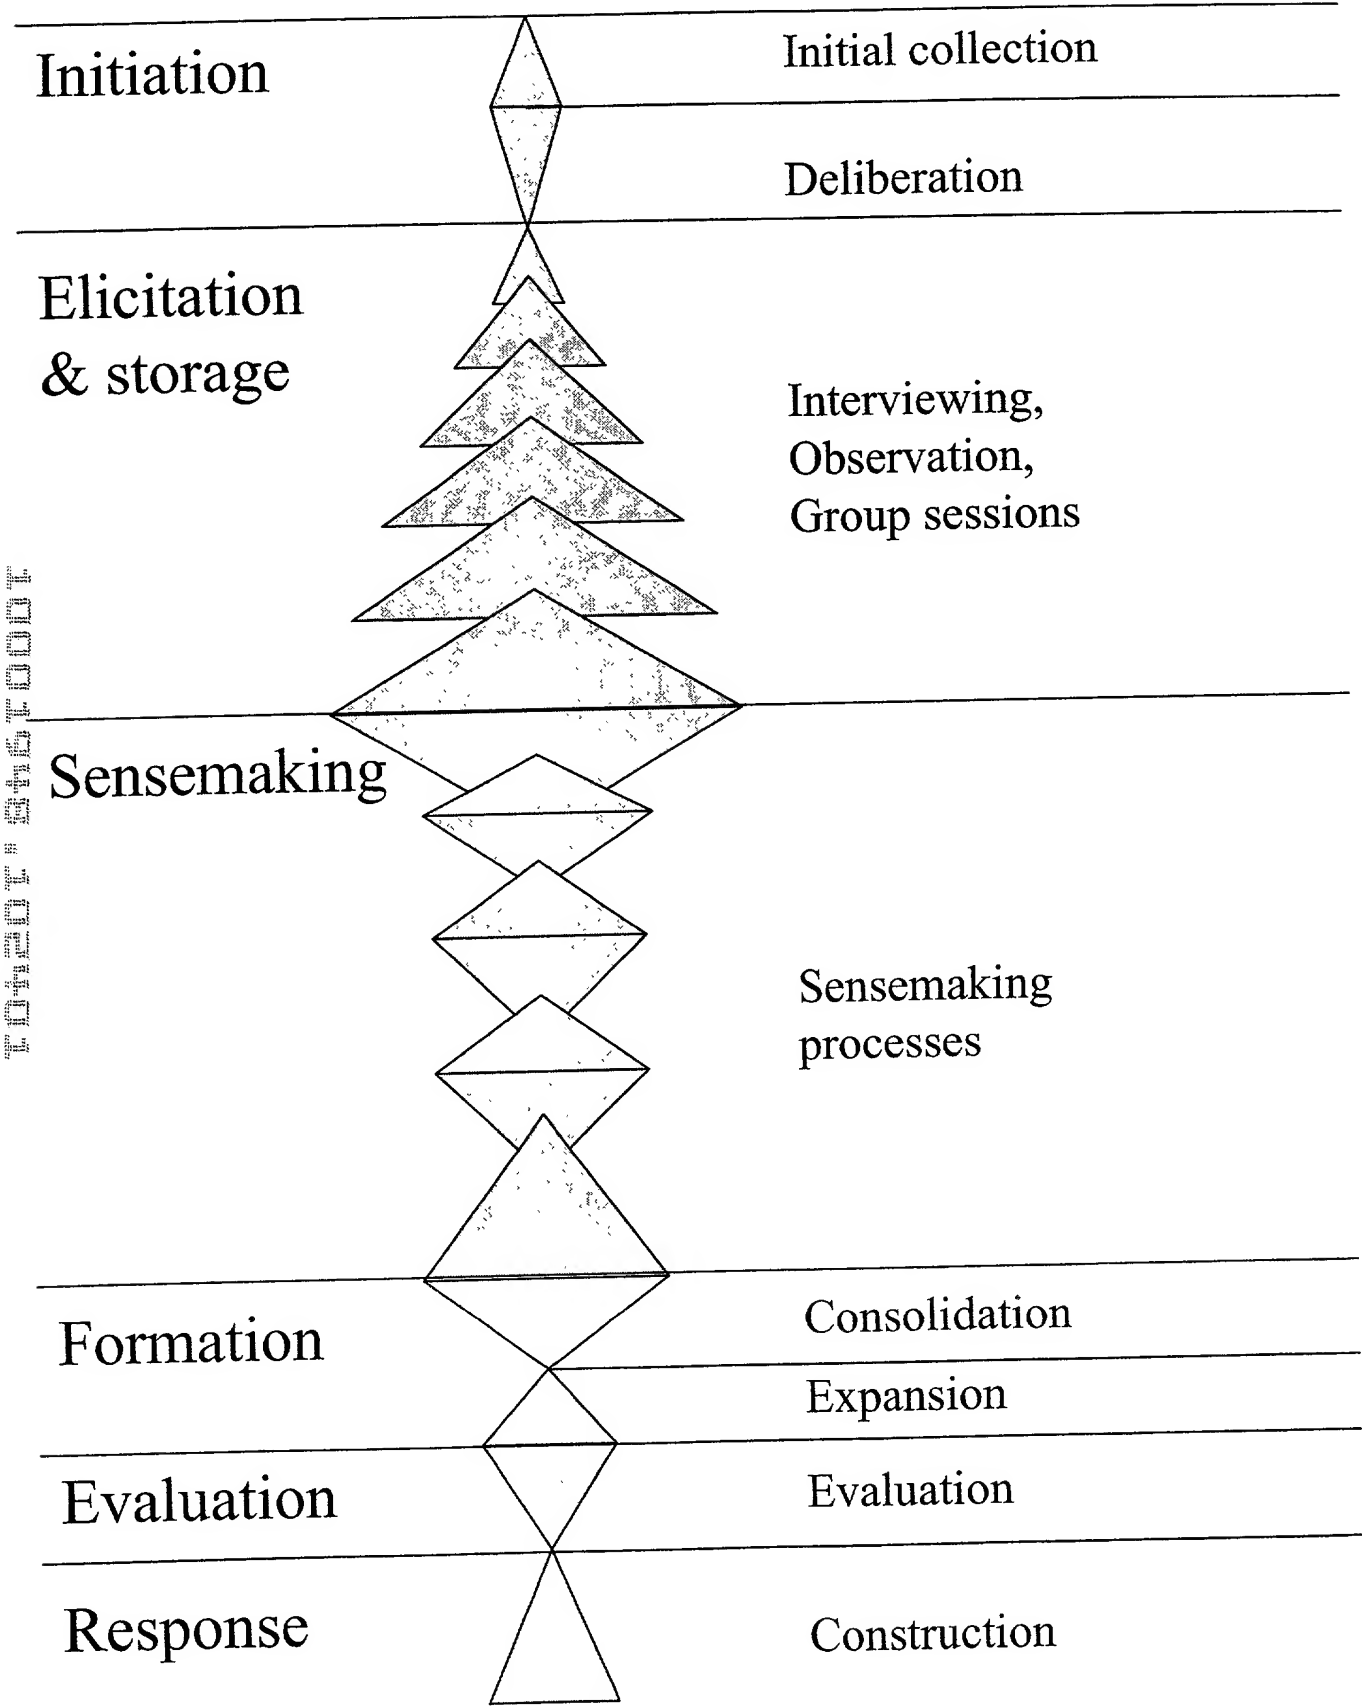 Initiation
Initial collection
Deliberation
Elicitation
& storage
Interviewing,
Observation,
Group sessions
Sensemaking
Sensemaking
processes
Formation
Consolidation
Expansion
Evaluation
Evaluation
Response
Construction